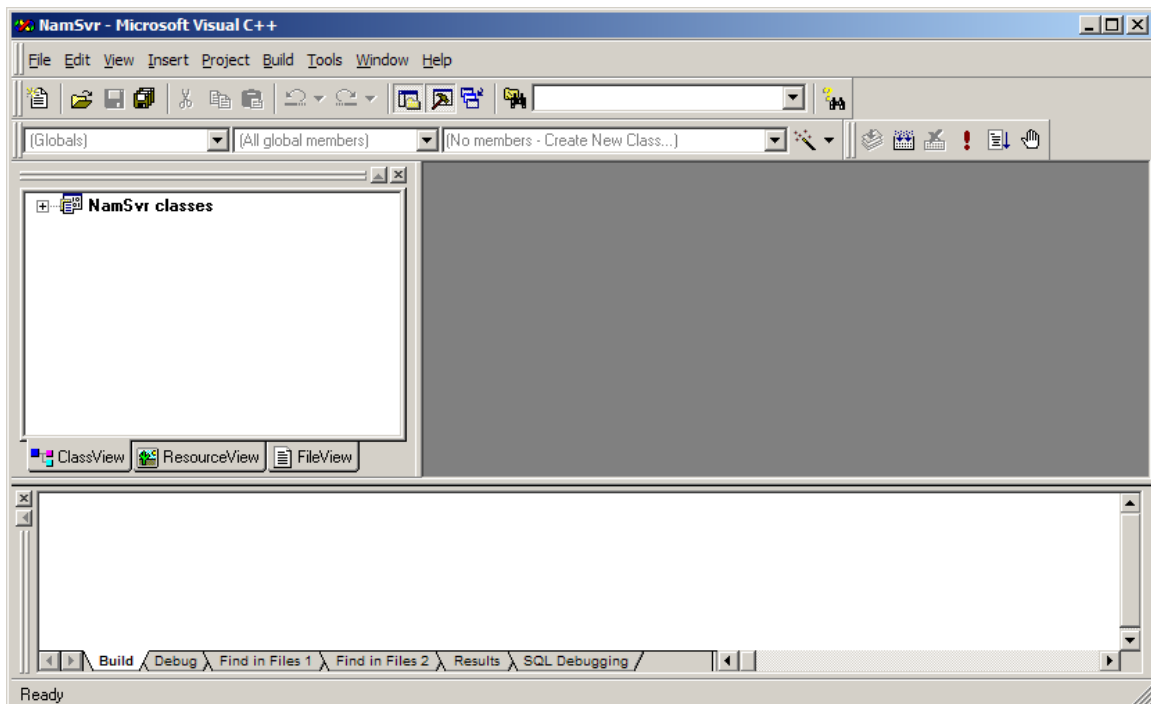 NamSvr - Microsoft Visual C++
File Edit View Insert Project Build Tools Window Help
(Globals) (All global members) (No members - Create New Class...)
NamSvr classes
ClassView ResourceView FileView
Build Debug Find in Files 1 Find in Files 2 Results SQL Debugging
Ready